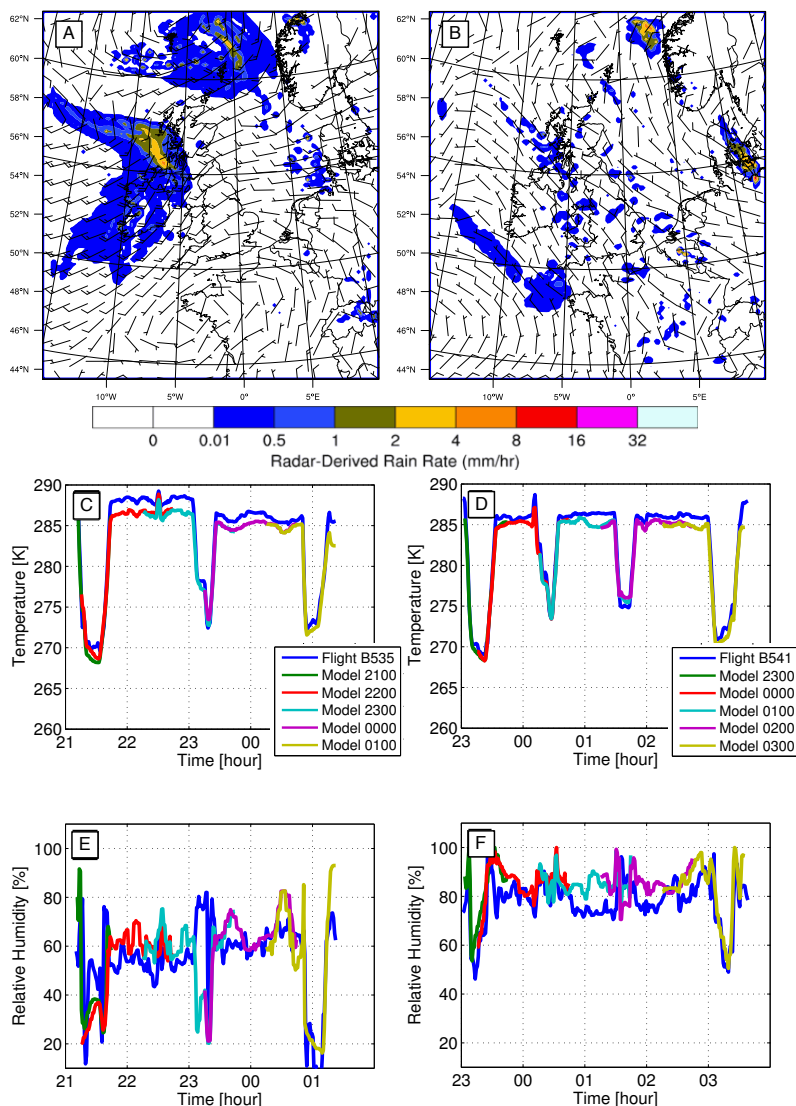 A
B
62°N
60°N
58°N
56°N
54°N
52°N
50°N
48°N
46°N
44°N
62°N
60°N
58°N
56°N
54°N
52°N
50°N
48°N
46°N
44°N
10°W 5°W 0° 5°E
10°W 5°W 0° 5°E
0 0.01 0.5 1 2 4 8 16 32
Radar-Derived Rain Rate (mm/hr)
C
Temperature [K]
290
285
280
275
270
265
260
21 22 23 00
Time [hour]
Flight B535
Model 2100
Model 2200
Model 2300
Model 0000
Model 0100
D
Temperature [K]
290
285
280
275
270
265
260
23 00 01 02
Time [hour]
Flight B541
Model 2300
Model 0000
Model 0100
Model 0200
Model 0300
E
Relative Humidity [%]
100
80
60
40
20
21 22 23 00 01
Time [hour]
F
Relative Humidity [%]
100
80
60
40
20
23 00 01 02 03
Time [hour]